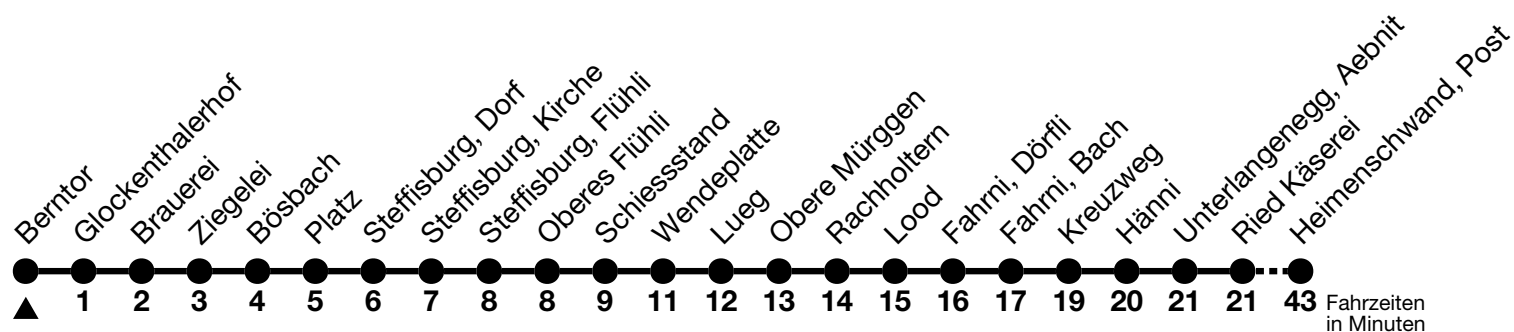 Berntor
Glockenthalerhof
Brauerei
Ziegelei
Bösbach
Platz
Steffisburg, Dorf
Steffisburg, Kirche
Steffisburg, Flühli
Oberes Flühli
Schiessstand
Wendeplatte
Lueg
Obere Mürggen
Rachholtern
Lood
Fahrni, Dörfli
Fahrni, Bach
Kreuzweg
Hänni
Unterlangenegg, Aebnit
Ried Käserei
Heimenschwand, Post
1 2 3 4 5 6 7 8 8 9 11 12 13 14 15 16 17 19 20 21 21 43
Fahrzeiten
in Minuten